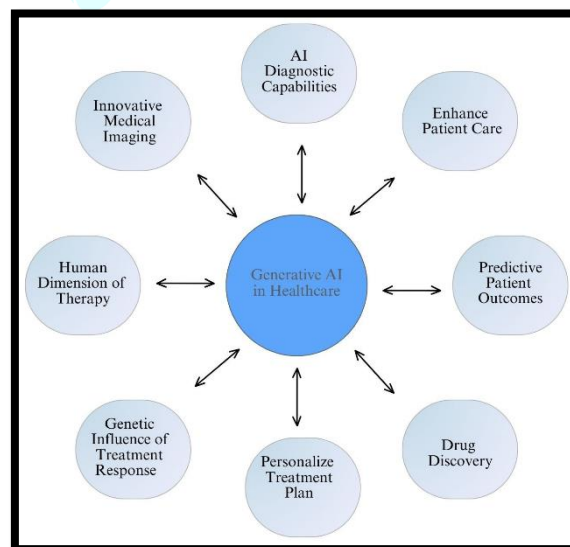 AI
Diagnostic
Capabilities
Innovative
Medical
Imaging
Enhance
Patient Care
Human
Dimension of
Therapy
Generative AI
in Healthcare
Predictive
Patient
Outcomes
Genetic
Influence of
Treatment
Response
Personalize
Treatment
Plan
Drug
Discovery